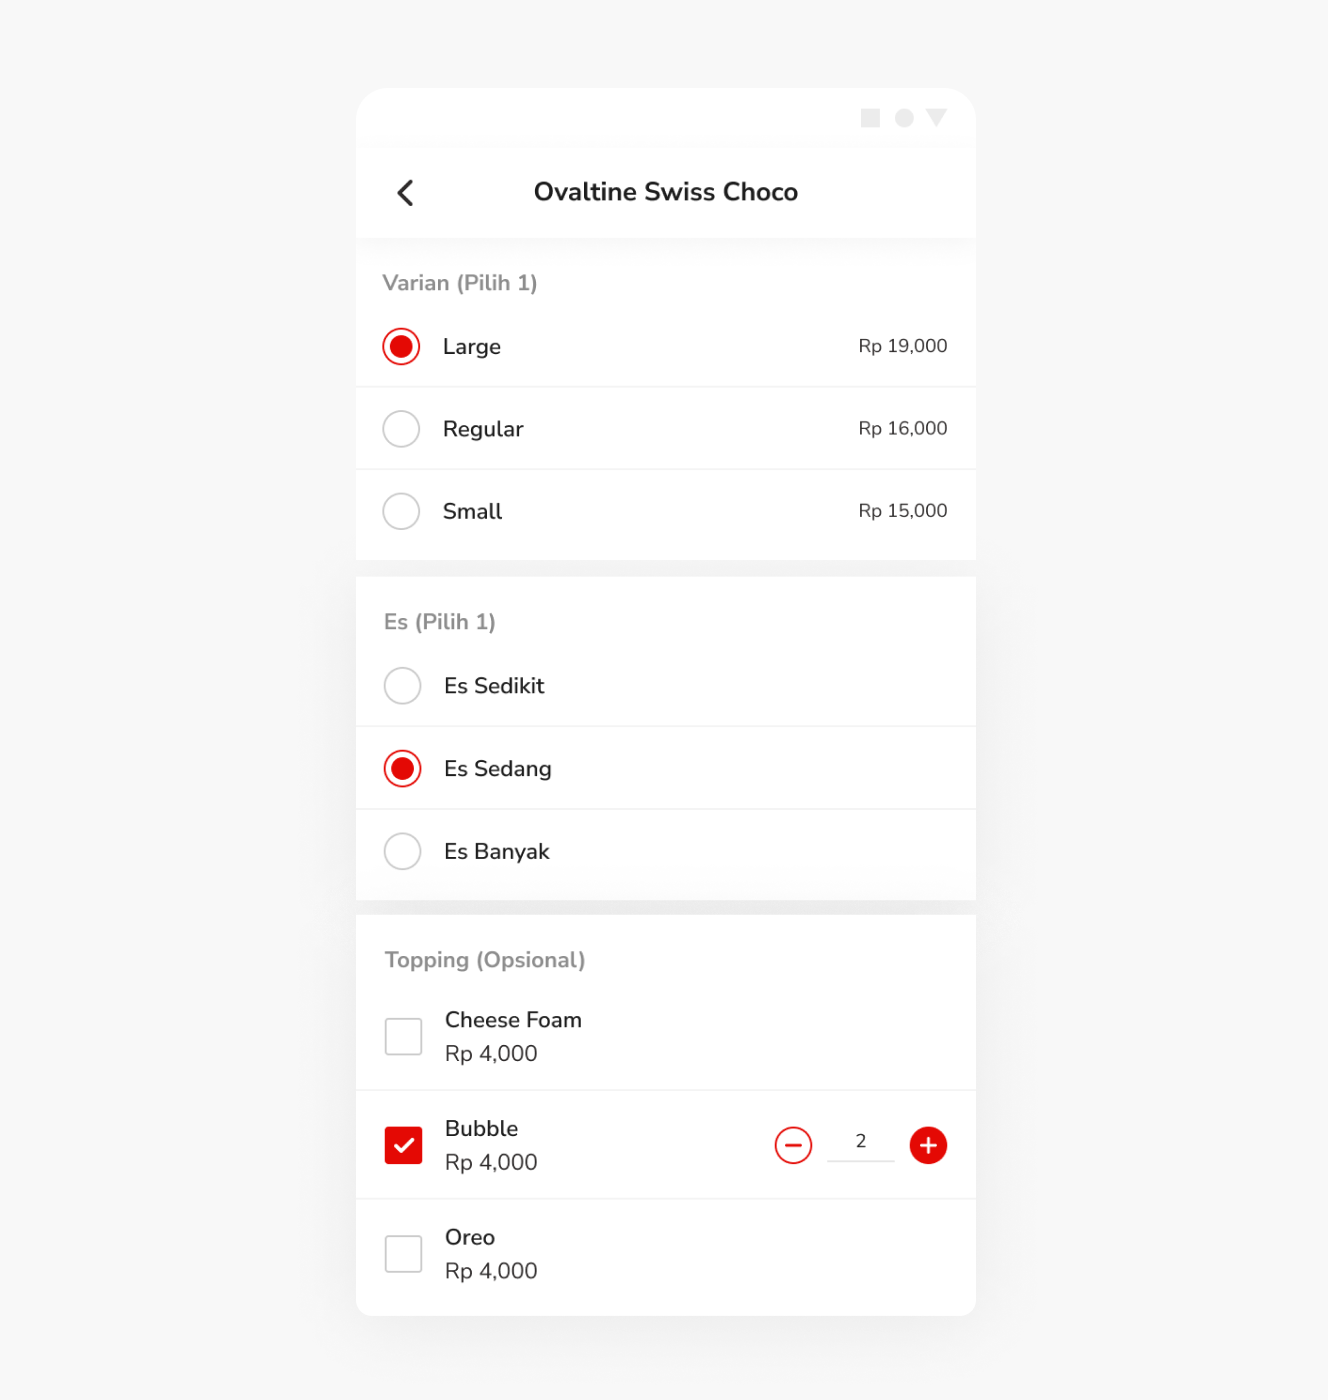 Ovaltine Swiss Choco
Varian (Pilih 1)
Large Rp 19,000
Regular Rp 16,000
Small Rp 15,000
Es (Pilih 1)
Es Sedikit
Es Sedang
Es Banyak
Topping (Opsional)
Cheese Foam
Rp 4,000
Bubble
Rp 4,000
2
Oreo
Rp 4,000